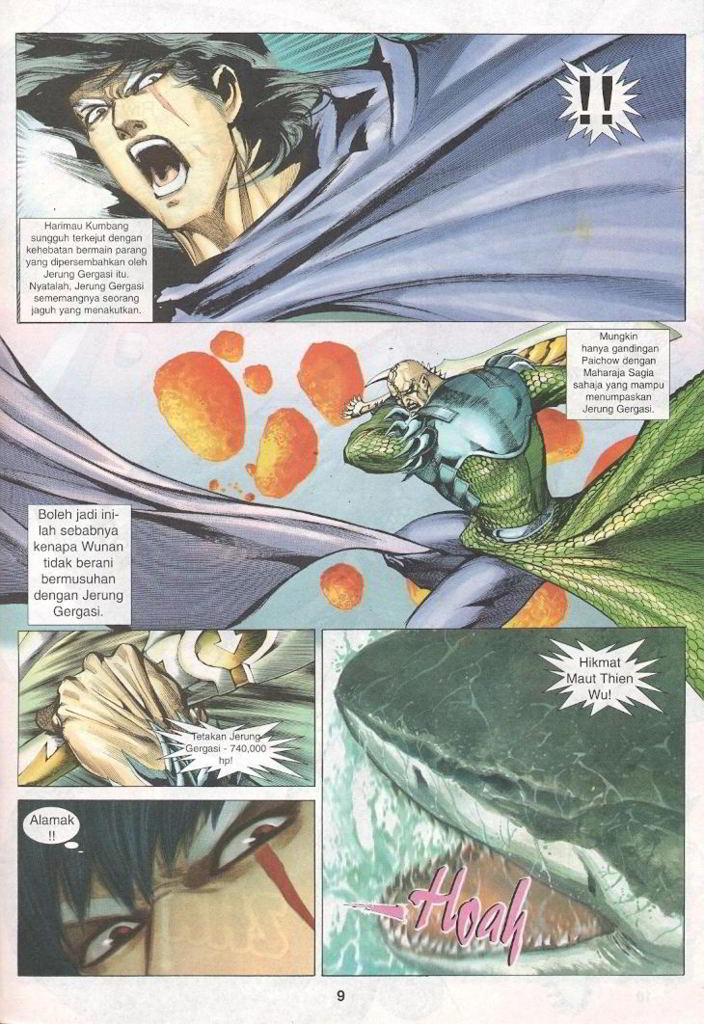 !!
Harimau Kumbang
sungguh terkejut dengan
kehebatan bermain parang
yang dipersembahkan oleh
Jerung Gergasi itu.
Nyatalah, Jerung Gergasi
sememangnya seorang
jaguh yang menakutkan.
Mungkin
hanya gandingan
Paichow dengan
Maharaja Sagia
sahaja yang mampu
menumpaskan
Jerung Gergasi.
Boleh jadi ini-
lah sebabnya
kenapa Wunan
tidak berani
bermusuhan
dengan Jerung
Gergasi.
Tetakan Jerung
Gergasi - 740,000
hp!
Hikmat
Maut Thien
Wu!
Alamak
!!
Hoah
9